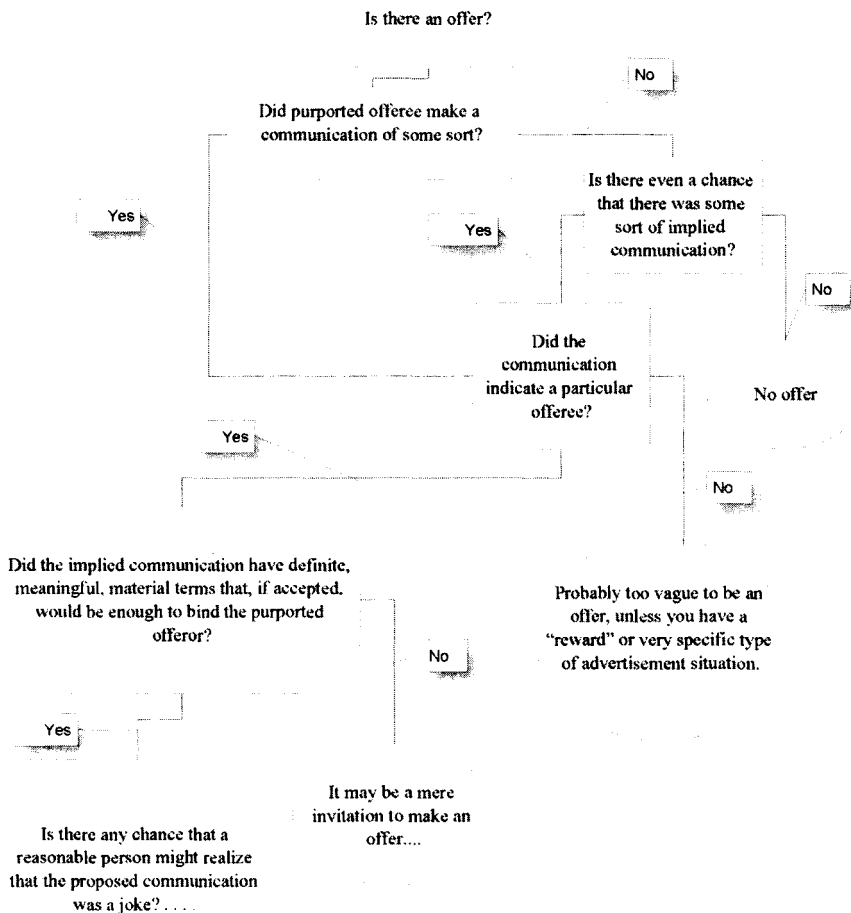 Is there an offer?
No
Did purported offeree make a
communication of some sort?
Is there even a chance
that there was some
sort of implied
communication?
Yes
Yes
No
Did the
communication
indicate a particular
offeree?
No offer
Yes
No
Did the implied communication have definite,
meaningful, material terms that, if accepted,
would be enough to bind the purported
offeror?
Probably too vague to be an
offer, unless you have a
“reward” or very specific type
of advertisement situation.
No
Yes
It may be a mere
invitation to make an
offer....
Is there any chance that a
reasonable person might realize
that the proposed communication
was a joke? . . . .